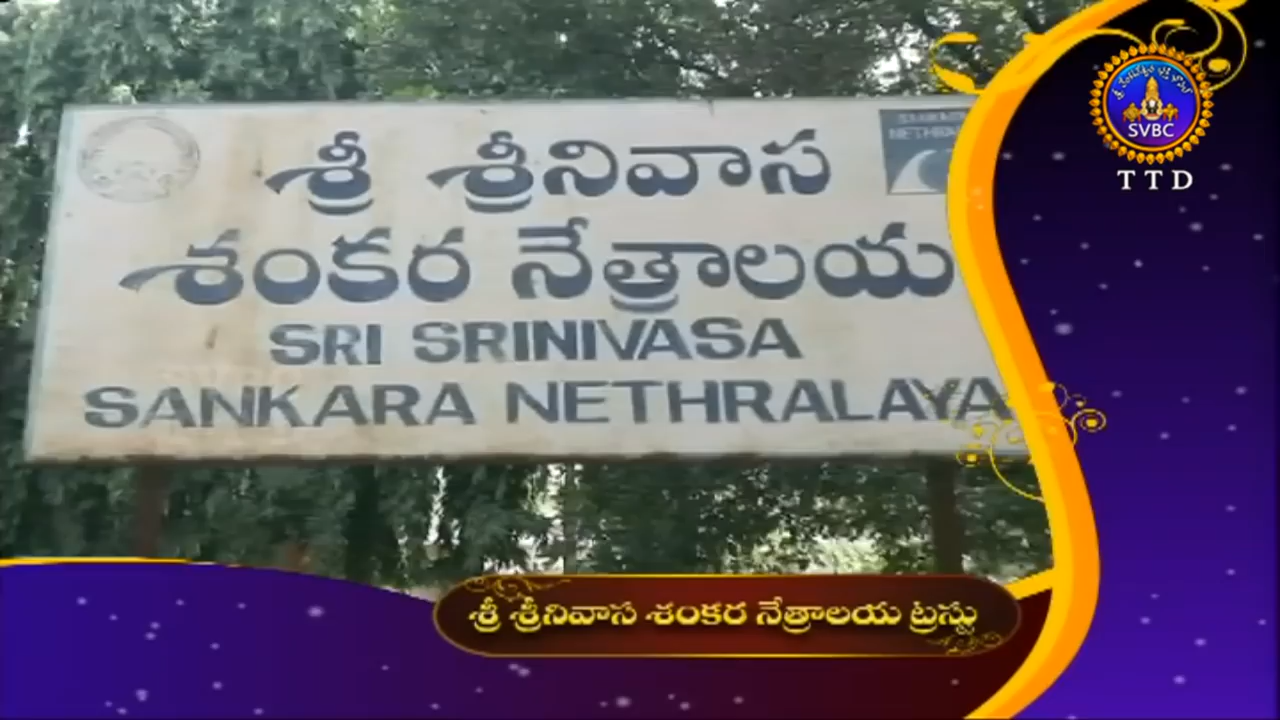 శ్రీ శ్రీనివాస
శంకర నేత్రాలయ
SRI SRINIVASA
SANKARA NETHRALAYA
SVBC
TTD
శ్రీ శ్రీనివాస శంకర నేత్రాలయ ట్రస్టు